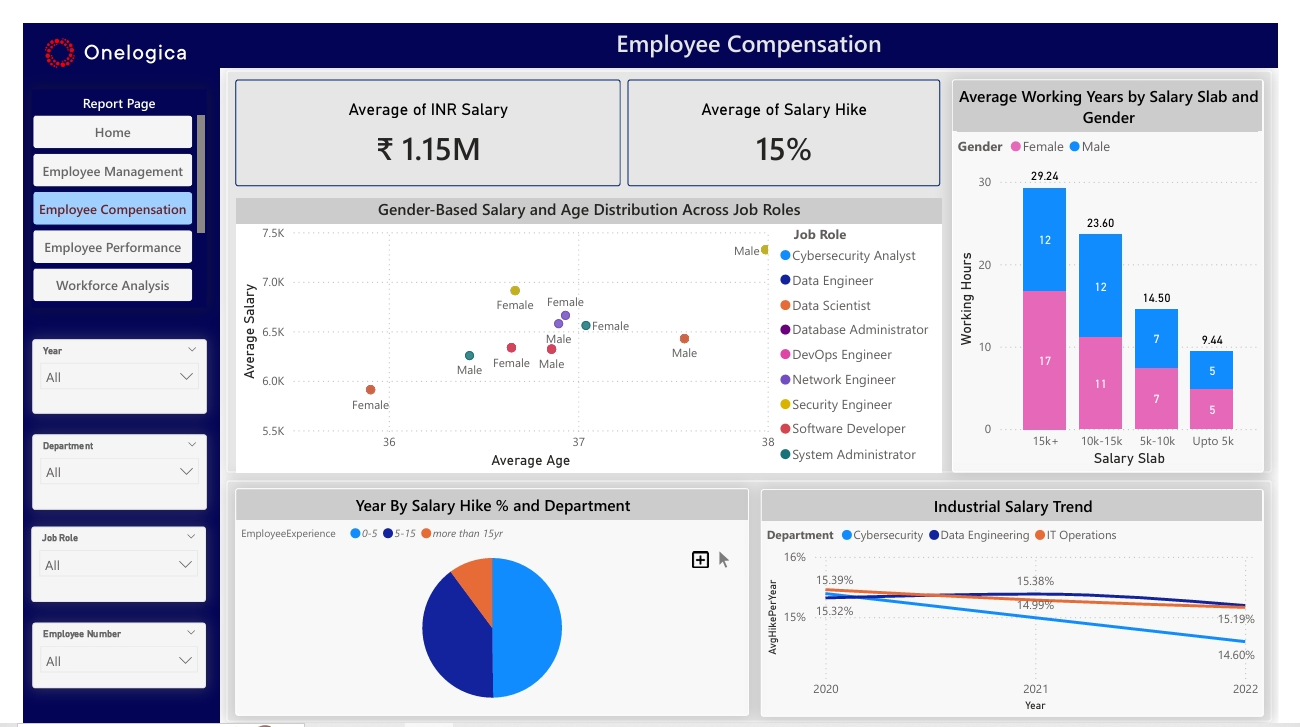 Onelogica
Employee Compensation
Report Page
Home
Employee Management
Employee Compensation
Employee Performance
Workforce Analysis
Year
All
Department
All
Job Role
All
Employee Number
All
Average of INR Salary
₹ 1.15M
Average of Salary Hike
15%
Gender-Based Salary and Age Distribution Across Job Roles
Average Salary
7.5K
7.0K
6.5K
6.0K
5.5K
Male
Female
Female
Female
Male
Male
Female
Male
Male
Female
36
37
38
Average Age
Job Role
Cybersecurity Analyst
Data Engineer
Data Scientist
Database Administrator
DevOps Engineer
Network Engineer
Security Engineer
Software Developer
System Administrator
Average Working Years by Salary Slab and
Gender
Gender Female Male
Working Hours
30
20
10
0
29.24
12
17
23.60
12
11
14.50
7
7
9.44
5
5
15k+ 10k-15k 5k-10k Upto 5k
Salary Slab
Year By Salary Hike % and Department
EmployeeExperience 0-5 5-15 more than 15yr
Industrial Salary Trend
Department Cybersecurity Data Engineering IT Operations
AvgHikePerYear
16%
15%
15.39%
15.32%
15.38%
14.99%
15.19%
14.60%
2020 2021 2022
Year